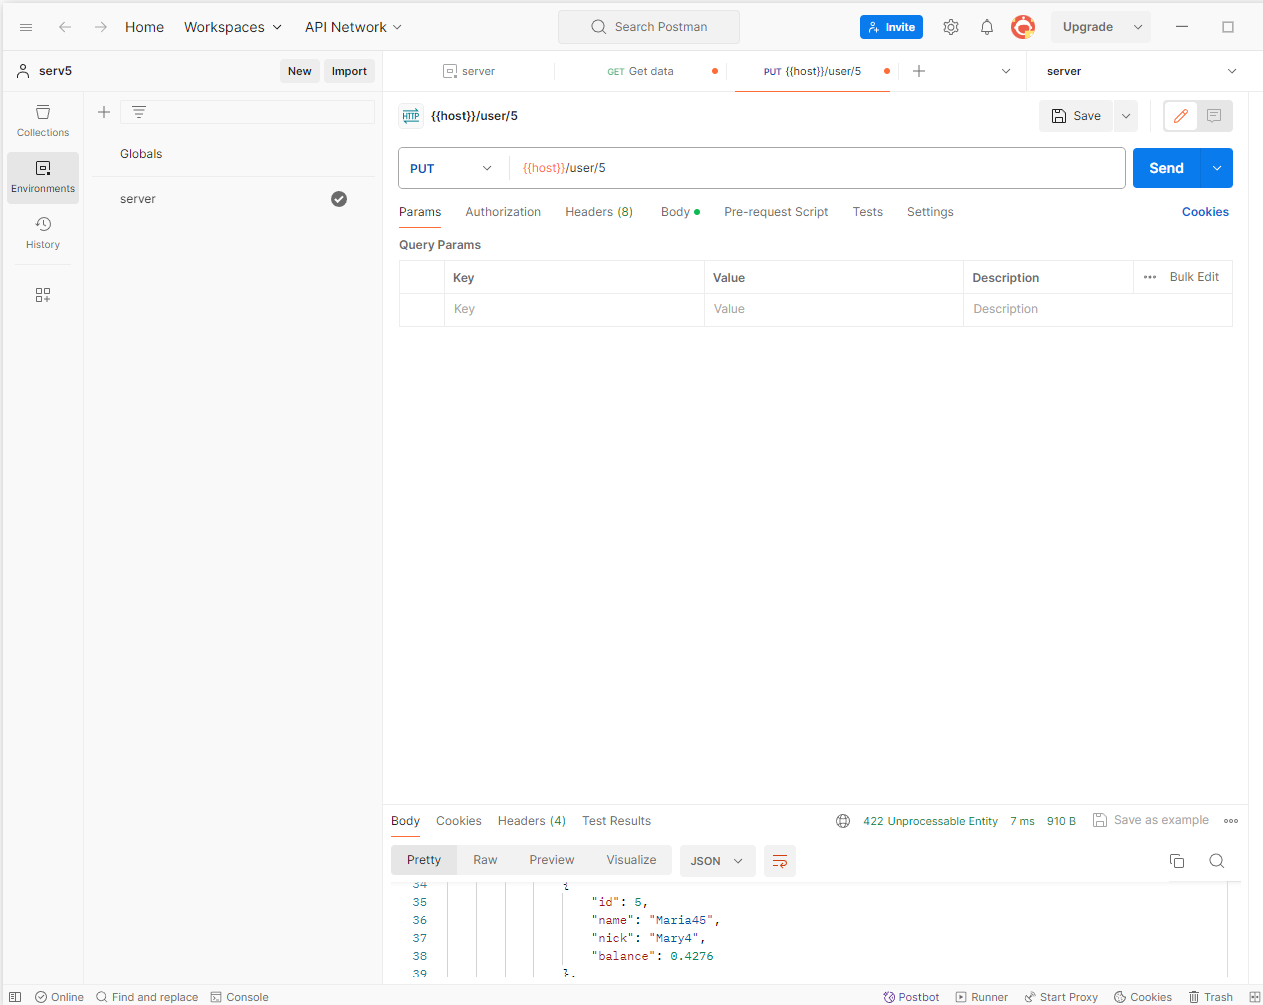 Home Workspaces API Network Search Postman Invite Upgrade
serv5 New Import server GET Get data PUT {{host}}/user/5 server
Collections
Environments
History
Globals
server
HTTP {{host}}/user/5 Save
PUT {{host}}/user/5 Send
Params Authorization Headers (8) Body Pre-request Script Tests Settings Cookies
Query Params
Key Value Description Bulk Edit
Key Value Description
Body Cookies Headers (4) Test Results 422 Unprocessable Entity 7 ms 910 B Save as example
Pretty Raw Preview Visualize JSON
34 {
35 "id": 5,
36 "name": "Maria45",
37 "nick": "Mary4",
38 "balance": 0.4276
39 },
Online Find and replace Console Postbot Runner Start Proxy Cookies Trash